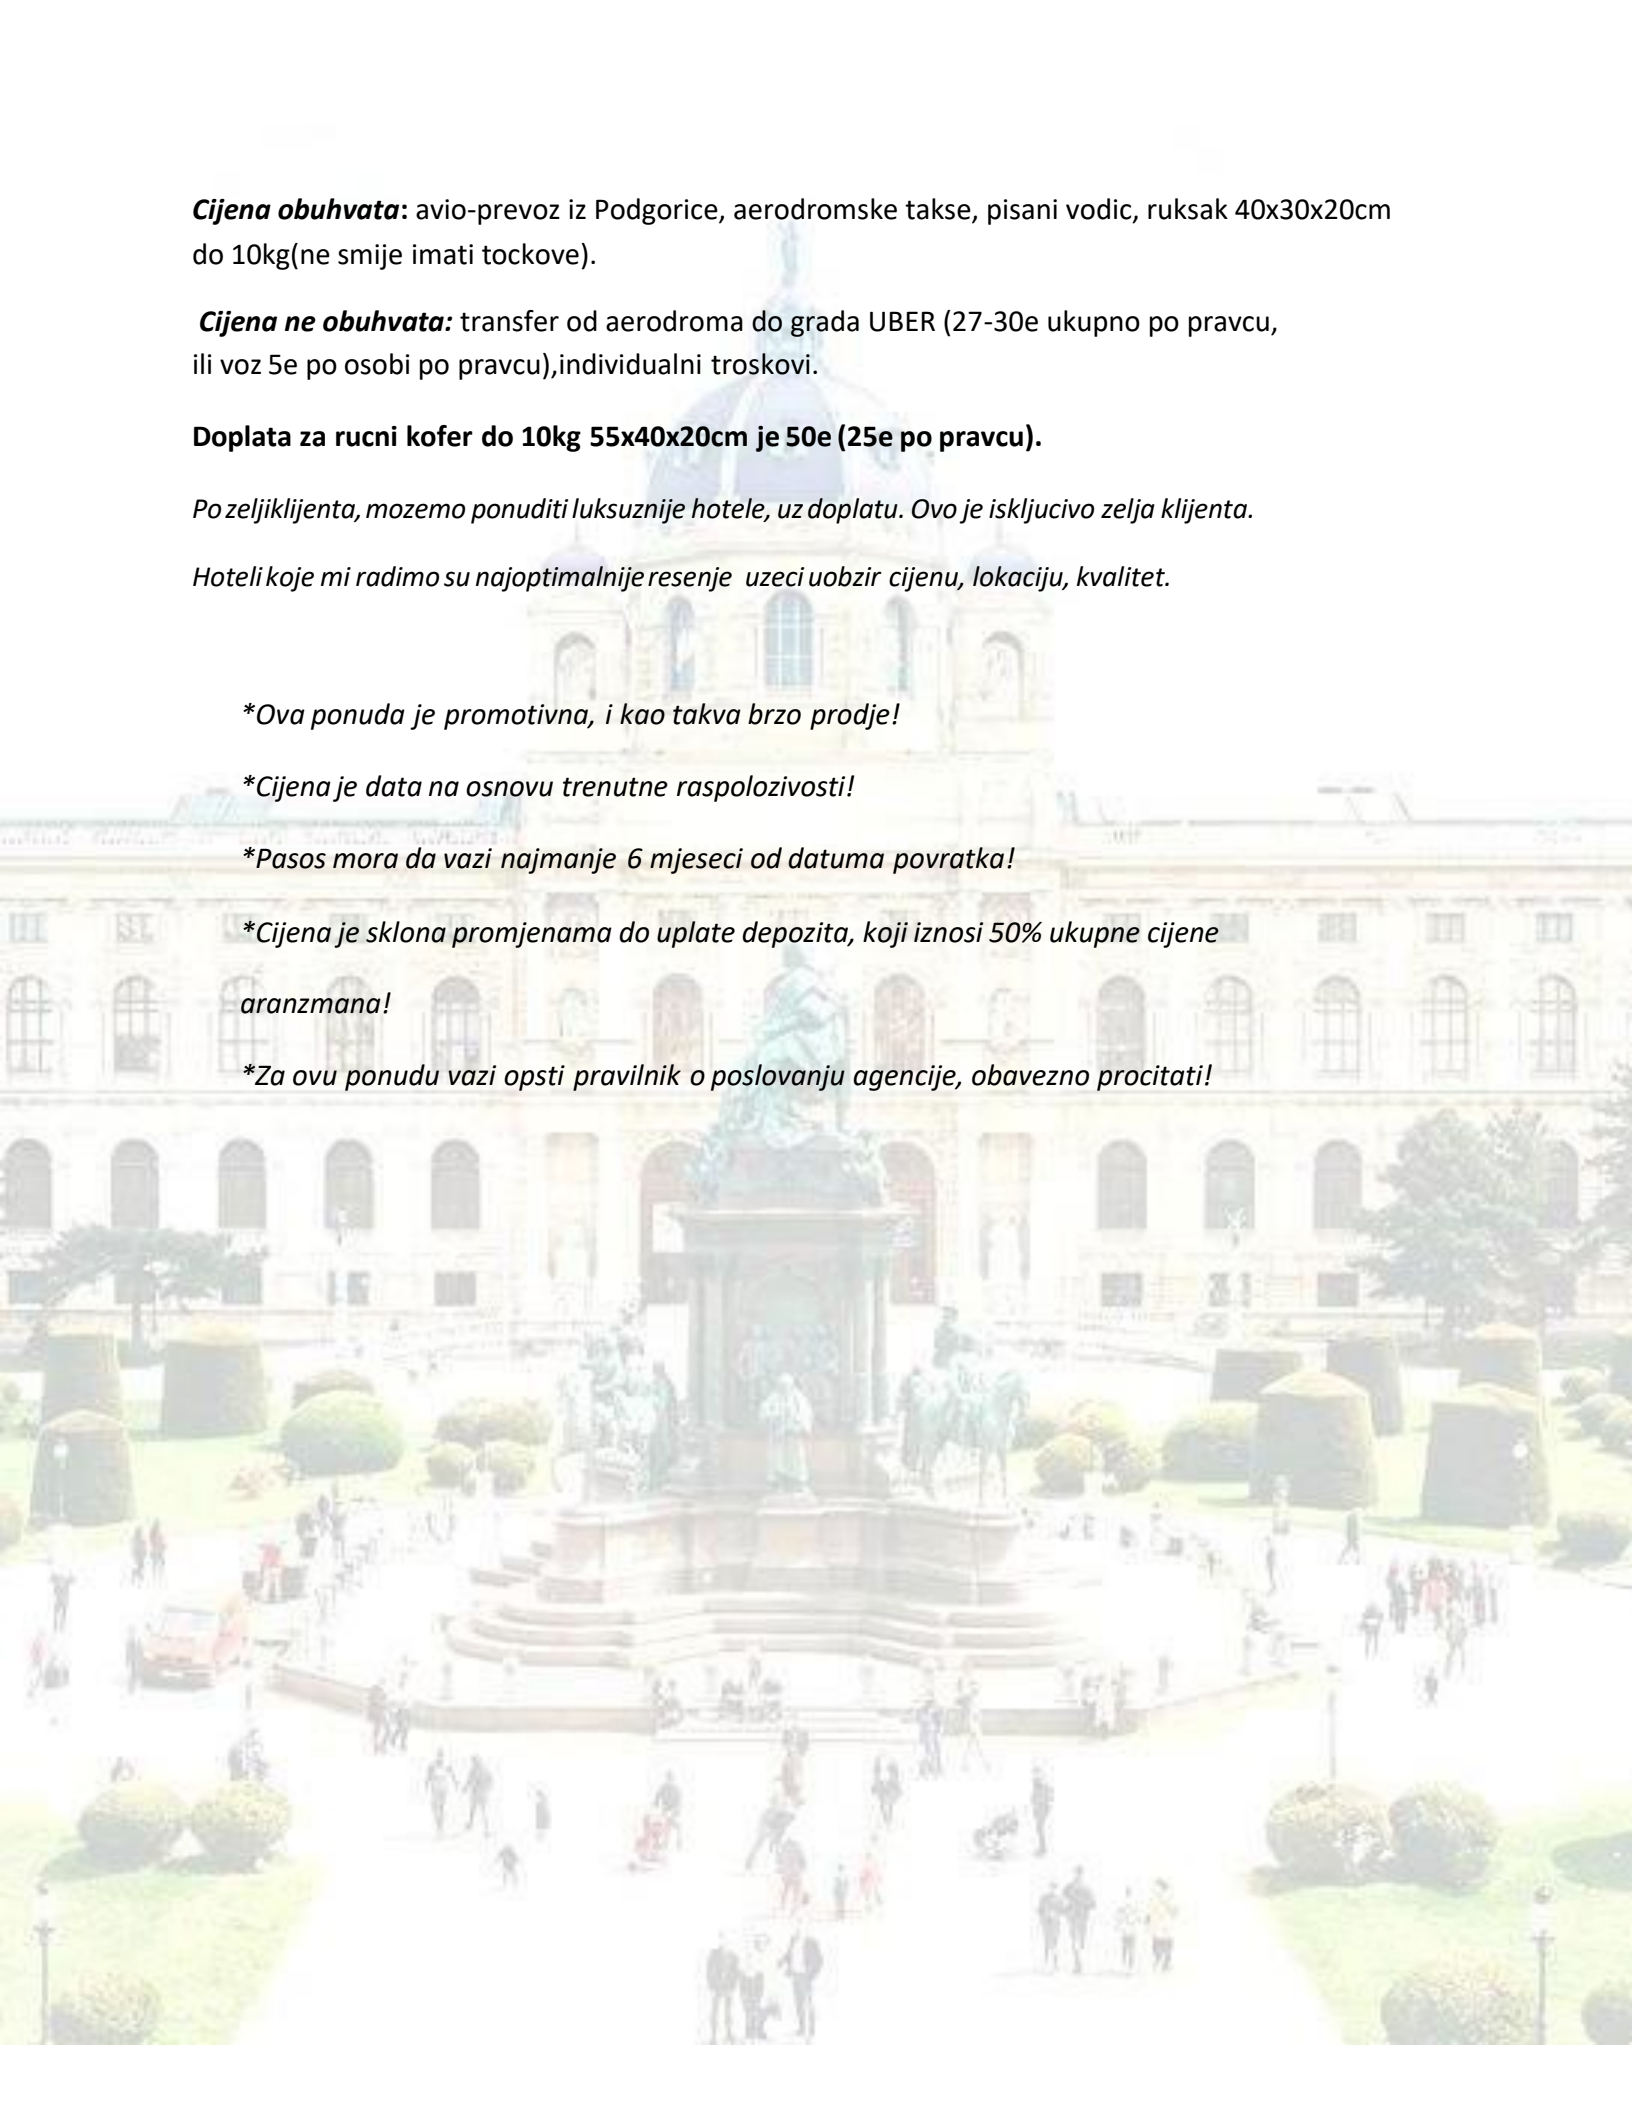 Cijena obuhvata: avio-prevoz iz Podgorice, aerodromske takse, pisani vodic, ruksak 40x30x20cm
do 10kg(ne smije imati tockove).
Cijena ne obuhvata: transfer od aerodroma do grada UBER (27-30e ukupno po pravcu,
ili voz 5e po osobi po pravcu),individualni troskovi.
Doplata za rucni kofer do 10kg 55x40x20cm je 50e (25e po pravcu).
Po zeljiklijenta, mozemo ponuditi luksuznije hotele, uz doplatu. Ovo je iskljucivo zelja klijenta.
Hoteli koje mi radimo su najoptimalnije resenje uzeci uobzir cijenu, lokaciju, kvalitet.
*Ova ponuda je promotivna, i kao takva brzo prodje!
*Cijena je data na osnovu trenutne raspolozivosti!
*Pasos mora da vazi najmanje 6 mjeseci od datuma povratka!
*Cijena je sklona promjenama do uplate depozita, koji iznosi 50% ukupne cijene
aranzmana!
*Za ovu ponudu vazi opsti pravilnik o poslovanju agencije, obavezno procitati!